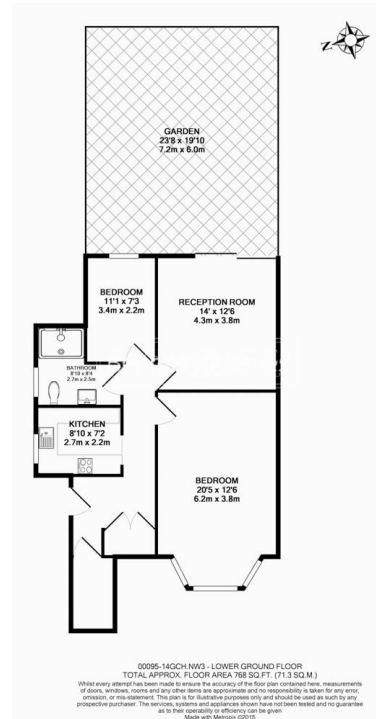 N
GARDEN
23'8 x 19'10
7.2m x 6.0m
BEDROOM
11'1 x 7'3
3.4m x 2.2m
RECEPTION ROOM
14' x 12'6
4.3m x 3.8m
BATHROOM
8'10 x 8'4
2.7m x 2.5m
KITCHEN
8'10 x 7'2
2.7m x 2.2m
BEDROOM
20'5 x 12'6
6.2m x 3.8m
00095-14GCH.NW3 - LOWER GROUND FLOOR
TOTAL APPROX. FLOOR AREA 768 SQ.FT. (71.3 SQ.M.)
Whilst every attempt has been made to ensure the accuracy of the floor plan contained here, measurements
of doors, windows, rooms and any other items are approximate and no responsibility is taken for any error,
omission, or mis-statement. This plan is for illustrative purposes only and should be used as such by any
prospective purchaser. The services, systems and appliances shown have not been tested and no guarantee
as to their operability or efficiency can be given
Made with Metropix ©2015